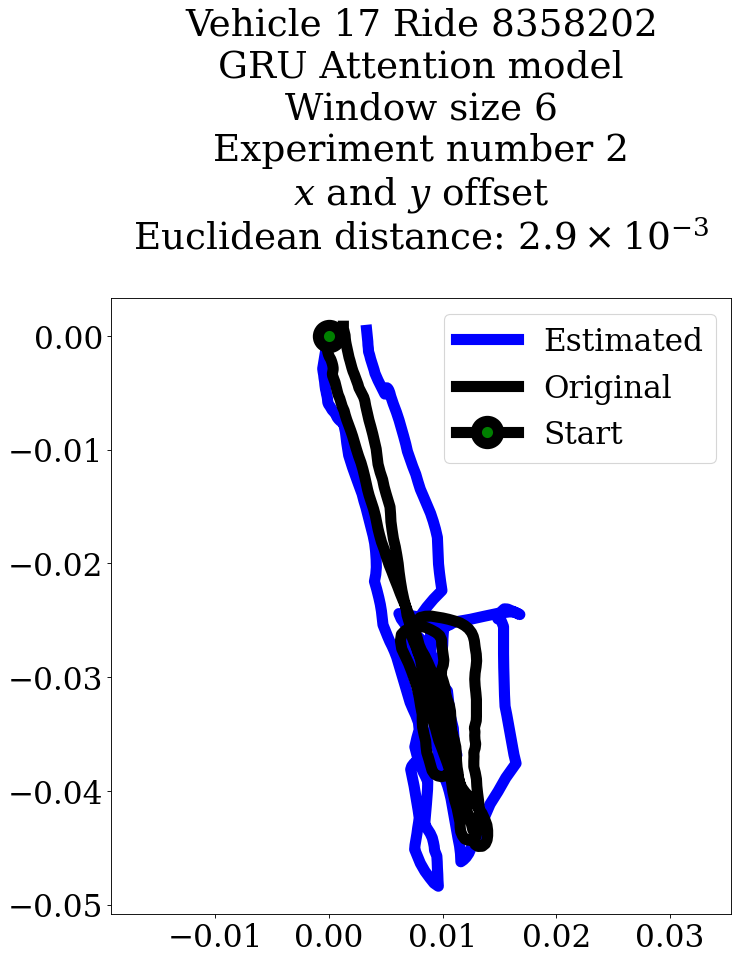 Vehicle 17 Ride 8358202
GRU Attention model
Window size 6
Experiment number 2
x and y offset
Euclidean distance: 2.9 × 10⁻³
Estimated
Original
Start
0.00
−0.01
−0.02
−0.03
−0.04
−0.05
−0.01 0.00 0.01 0.02 0.03